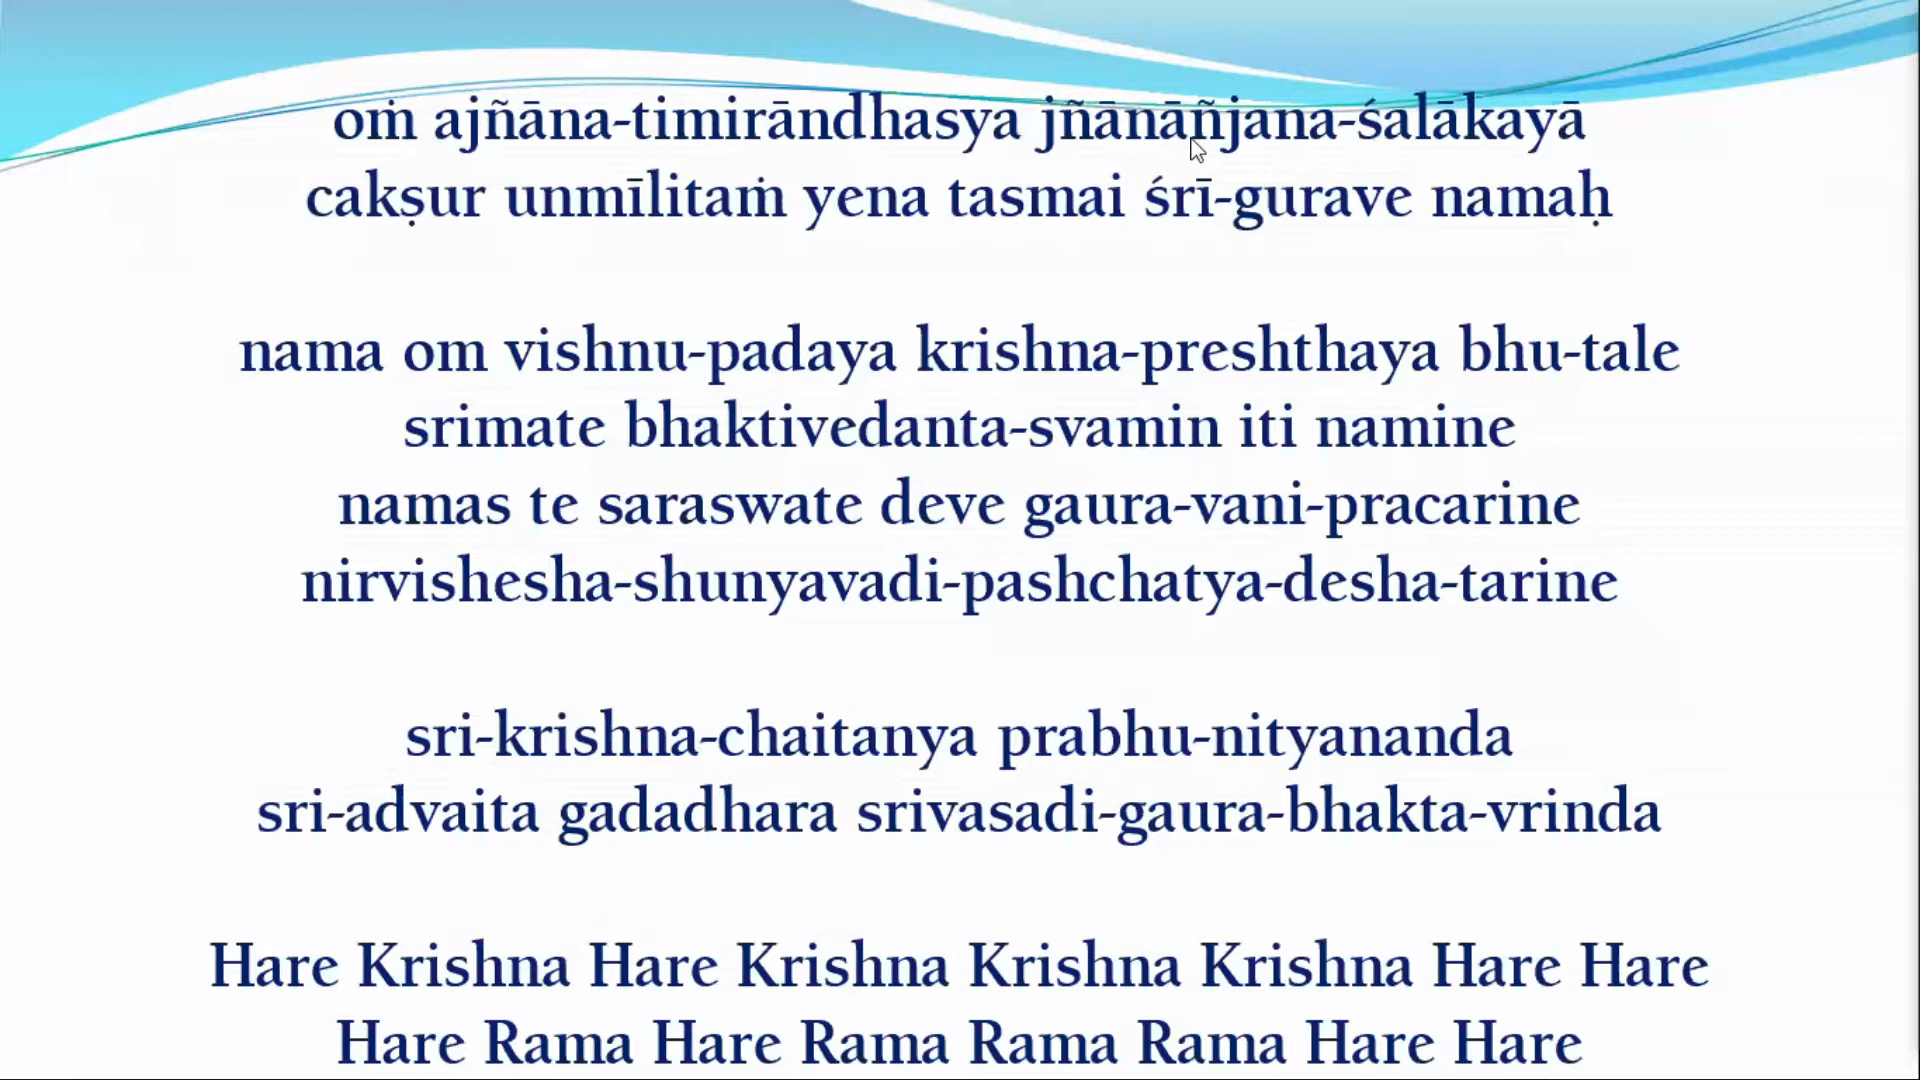 oṁ ajñāna-timirāndhasya jñānāñjana-śalākayā
cakṣur unmīlitaṁ yena tasmai śrī-gurave namaḥ
nama om vishnu-padaya krishna-preshthaya bhu-tale
srimate bhaktivedanta-svamin iti namine
namas te saraswate deve gaura-vani-pracarine
nirvishesha-shunyavadi-pashchatya-desha-tarine
sri-krishna-chaitanya prabhu-nityananda
sri-advaita gadadhara srivasadi-gaura-bhakta-vrinda
Hare Krishna Hare Krishna Krishna Krishna Hare Hare
Hare Rama Hare Rama Rama Rama Hare Hare